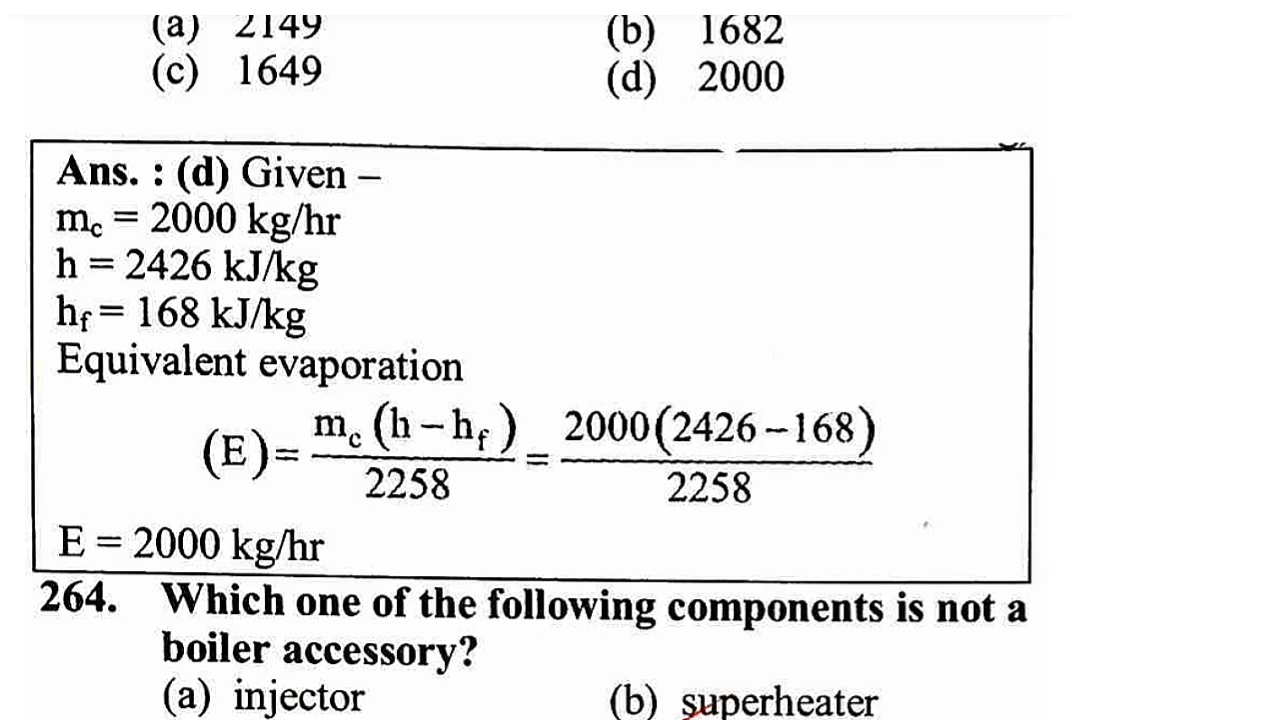 (a) 2149 (b) 1682
(c) 1649 (d) 2000
Ans. : (d) Given –
mc = 2000 kg/hr
h = 2426 kJ/kg
hf = 168 kJ/kg
Equivalent evaporation
(E) = mc (h – hf) / 2258 = 2000(2426 – 168) / 2258
E = 2000 kg/hr
264. Which one of the following components is not a
boiler accessory?
(a) injector (b) superheater